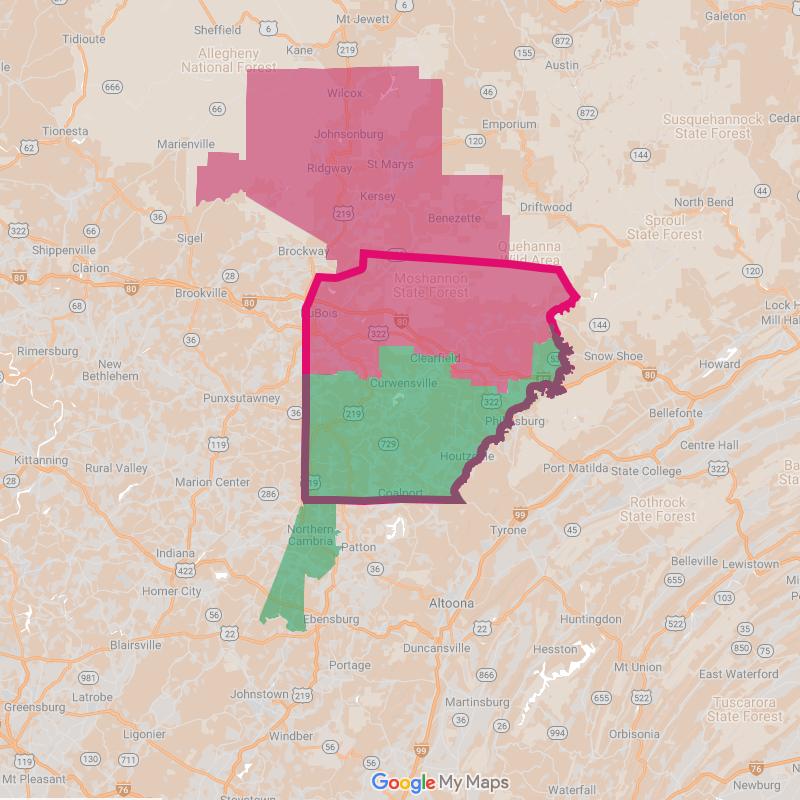 Mt Jewett
6
Galeton
Sheffield
6
Tidioute
Kane
219
872
155
Allegheny
National Forest
Austin
666
46
Wilcox
66
872
Emporium
Susquehannock
State Forest
Cedar
Tionesta
Johnsonburg
120
Marienville
62
144
Ridgway
St Marys
Kersey
44
36
219
Driftwood
North Bend
322
66
Benezette
Sproul
State Forest
Sigel
Shippenville
Brockway
Quehanna
Wild Area
Clarion
28
120
80
Moshannon
State Forest
Brookville
80
68
Lock H
DuBois
80
Mill Hal
322
144
36
Rimersburg
Clearfield
Snow Shoe
New
Bethlehem
Howard
80
Curwensville
Punxsutawney
322
36
219
Bellefonte
Philipsburg
119
729
Centre Hall
Kittanning
Houtzdale
Rural Valley
Port Matilda
State College
322
28
Marion Center
286
219
Coalport
99
Rothrock
State Forest
Northern
Cambria
Tyrone
45
Indiana
Patton
422
36
Belleville
Lewistown
655
Homer City
103
Altoona
56
Ebensburg
Huntingdon
522
22
22
35
Blairsville
Duncansville
Hesston
850
75
Portage
Mt Union
981
866
East Waterford
Johnstown
219
Latrobe
Martinsburg
655
522
Greensburg
36
26
Tuscarora
State Forest
Ligonier
Windber
994
Orbisonia
56
119
130
711
99
56
Mt Pleasant
Google My Maps
Newburg
Waterfall
Stoystown